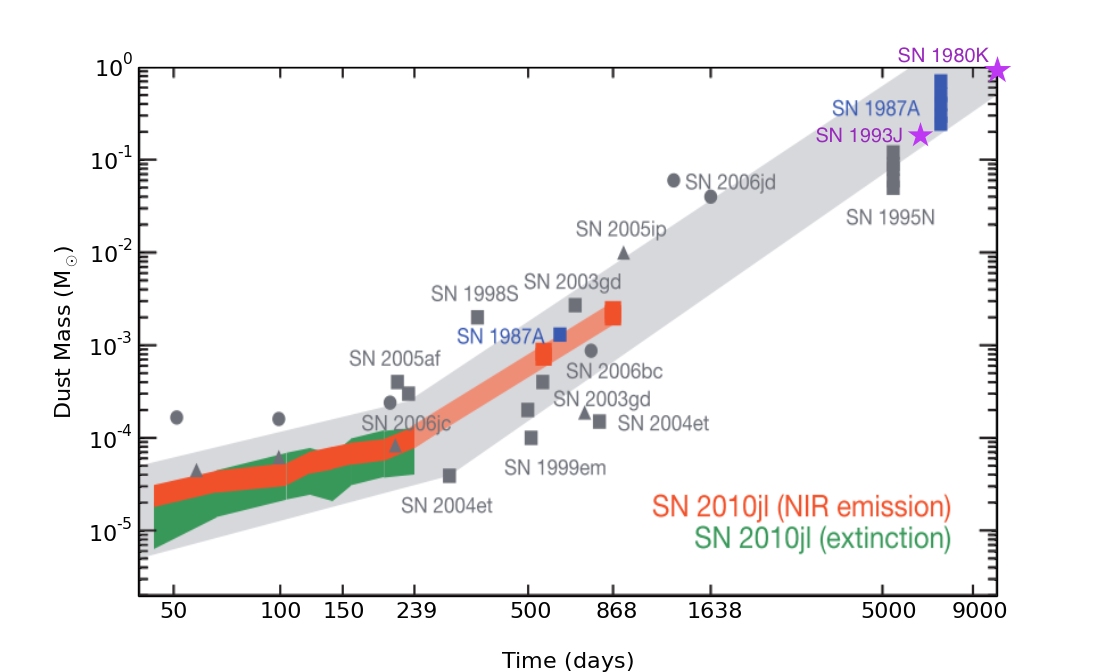 SN 1980K
10^0
SN 1987A
SN 1993J
10^-1
SN 2006jd
SN 1995N
SN 2005ip
10^-2
SN 2003gd
SN 1998S
SN 1987A
10^-3
SN 2005af
SN 2006bc
SN 2003gd
SN 2006jc
SN 2004et
10^-4
SN 1999em
SN 2004et
SN 2010jl (NIR emission)
10^-5
SN 2010jl (extinction)
Dust Mass (M☉)
50 100 150 239 500 868 1638 5000 9000
Time (days)